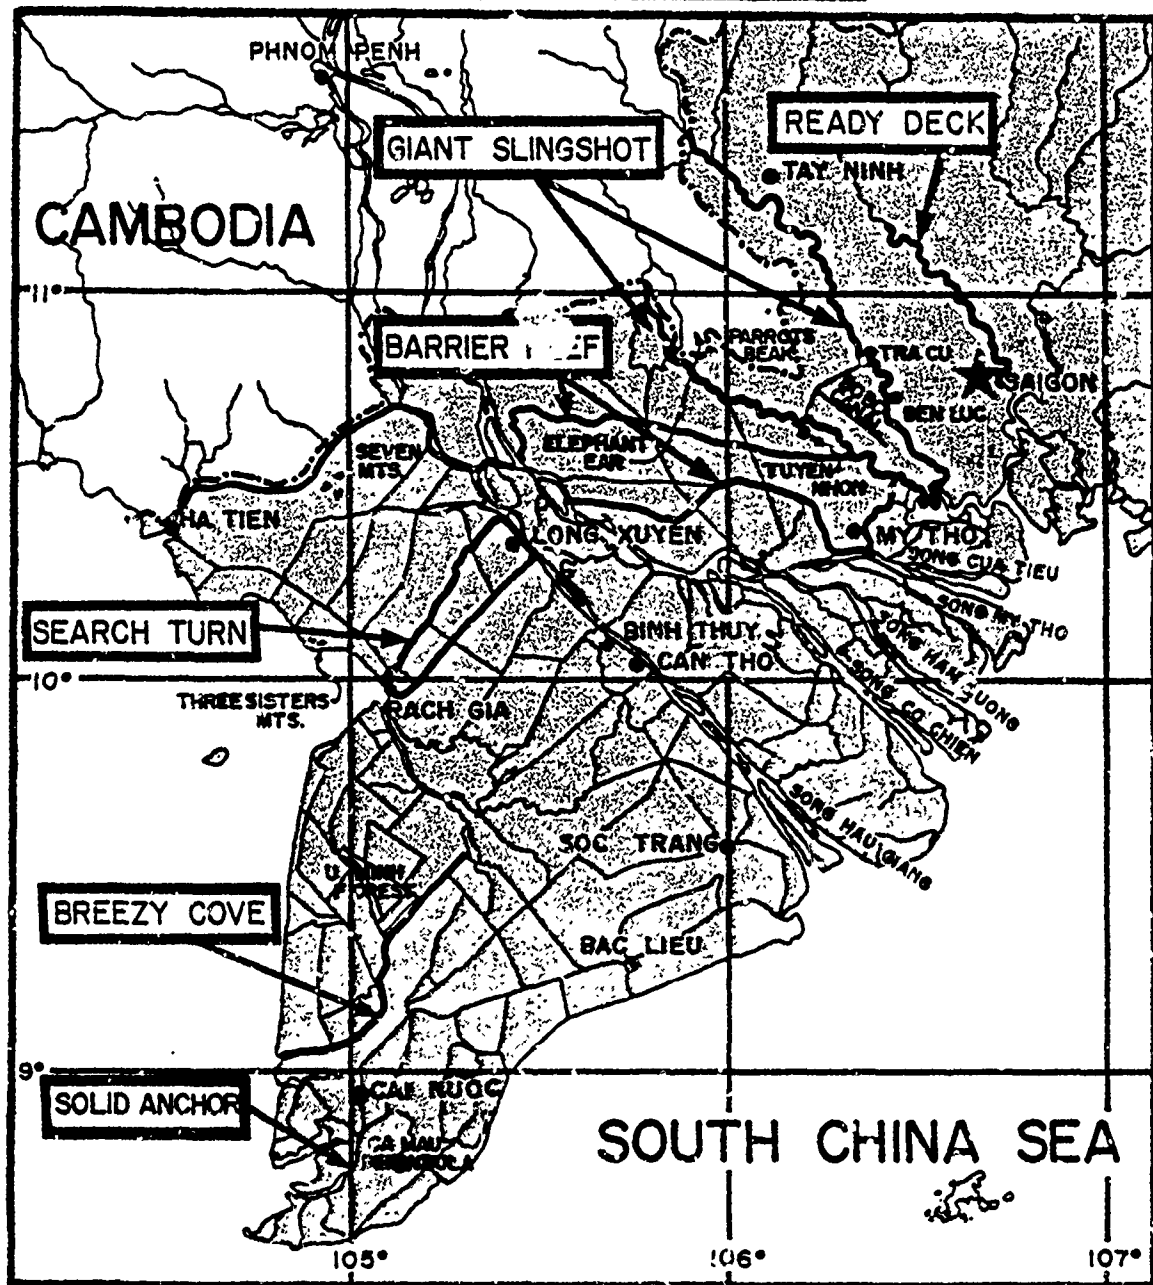 PHNOM PENH
READY DECK
GIANT SLINGSHOT
TAY NINH
CAMBODIA
11°
BARRIER
PARROTS
BEAK
TRA CU
SAIGON
BEN LUC
SEVEN
MTS.
ELEPHANT
EAR
TUYEN
NHON
HA TIEN
LONG XUYEN
MY THO
SONG CUA TIEU
SONG MY THO
SEARCH TURN
BINH THUY
SONG HAM LUONG
CAN THO
10°
THREE SISTERS
MTS.
RACH GIA
SONG CO CHIEN
SONG HAU GIANG
SOC TRANG
BREEZY COVE
BAC LIEU
9°
SOLID ANCHOR
CAI NUOC
CA MAU
PENINSULA
SOUTH CHINA SEA
105°
106°
107°